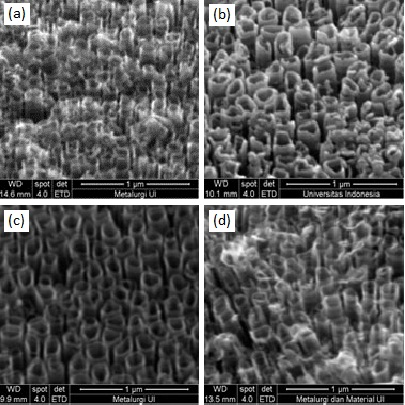 (a)
WD spot det 1 µm
14.6 mm 4.0 ETD Metalurgi UI
(b)
WD spot det 1 µm
10.1 mm 4.0 ETD Universitas Indonesia
(c)
WD spot det 1 µm
9.9 mm 4.0 ETD Metalurgi UI
(d)
WD spot det 1 µm
13.5 mm 4.0 ETD Metalurgi dan Material UI